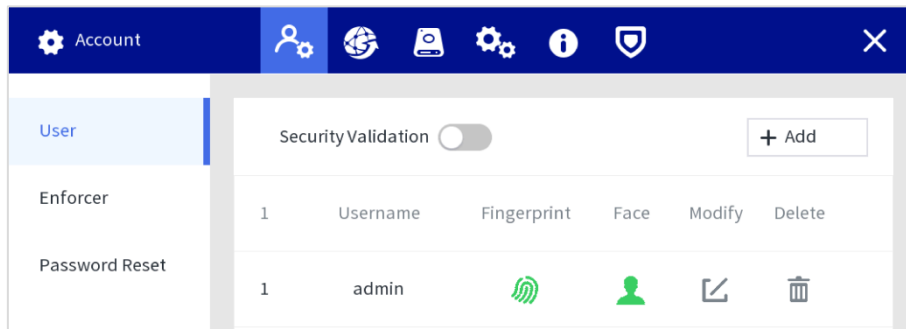 Account
User
Enforcer
Password Reset
Security Validation
+ Add
1 Username Fingerprint Face Modify Delete
1 admin